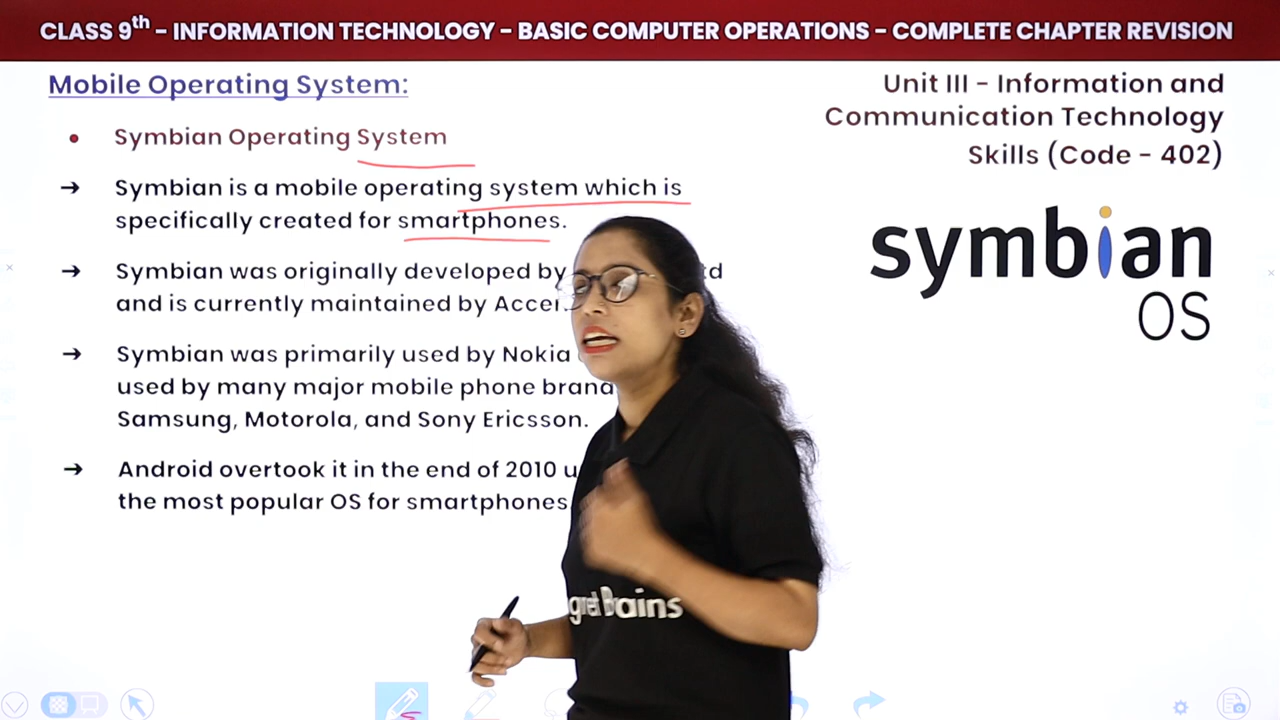 CLASS 9th - INFORMATION TECHNOLOGY - BASIC COMPUTER OPERATIONS - COMPLETE CHAPTER REVISION
Mobile Operating System:
• Symbian Operating System
→ Symbian is a mobile operating system which is
specifically created for smartphones.
→ Symbian was originally developed by
and is currently maintained by
→ Symbian was primarily used by Nokia
used by many major mobile phone
Samsung, Motorola, and Sony Ericsson.
→ Android overtook it in the end of 2010
the most popular OS for smartphones
Unit III - Information and
Communication Technology
Skills (Code - 402)
symbian
OS
Brains